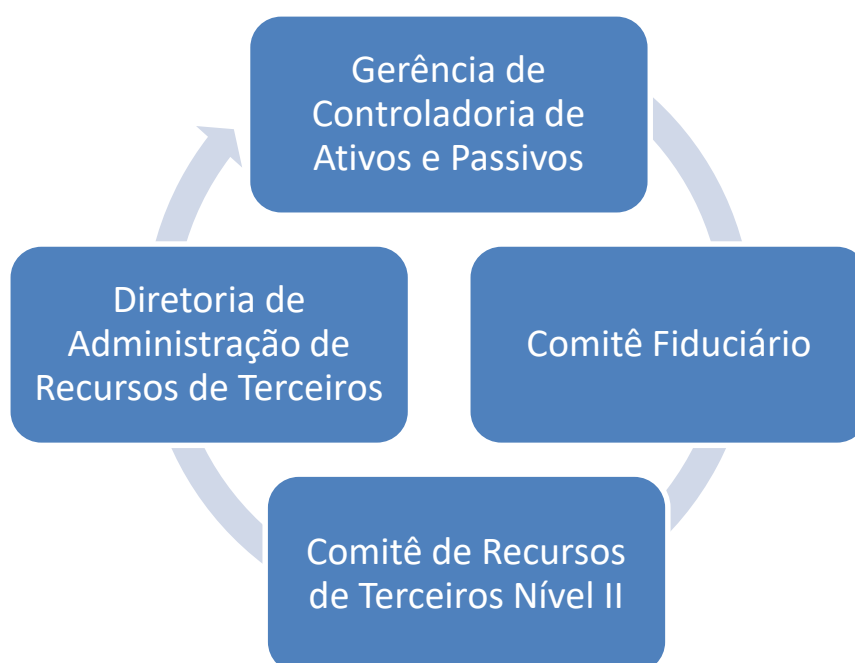 Gerência de
Controladoria de
Ativos e Passivos
Diretoria de
Administração de
Recursos de Terceiros
Comitê Fiduciário
Comitê de Recursos
de Terceiros Nível II